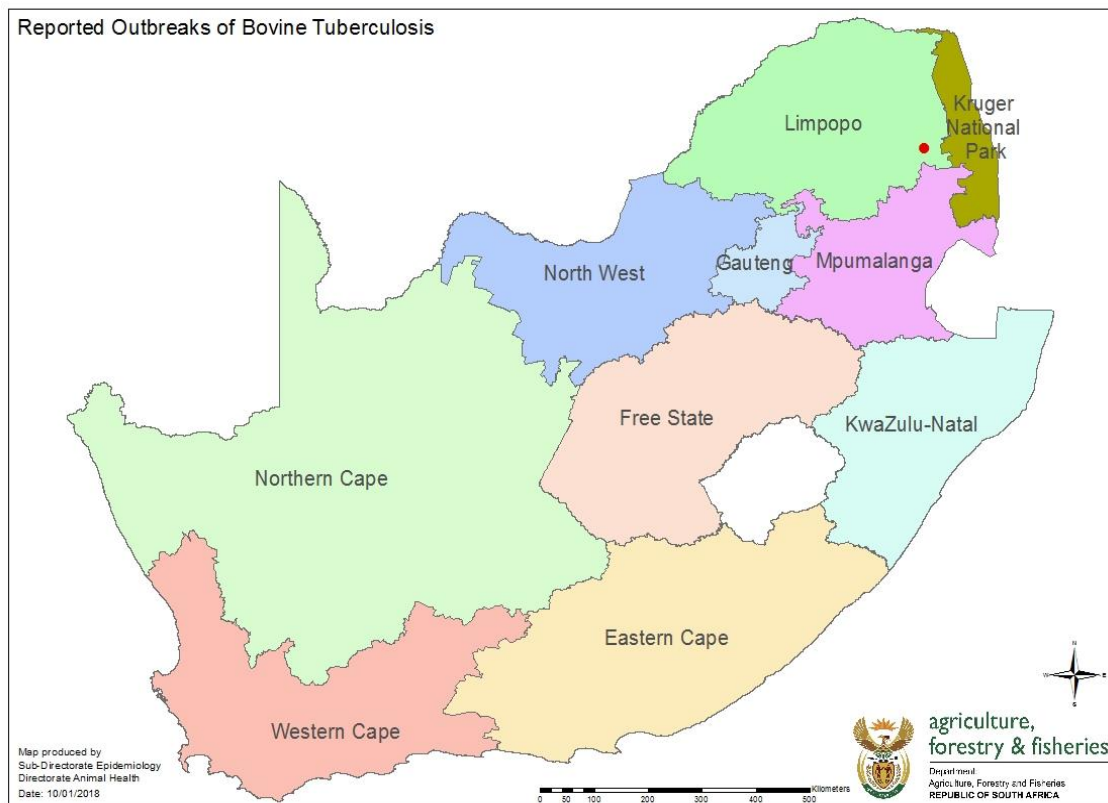 Reported Outbreaks of Bovine Tuberculosis
Limpopo
Kruger
National
Park
North West
Gauteng
Mpumalanga
Free State
KwaZulu-Natal
Northern Cape
Eastern Cape
Western Cape
N
W
E
S
Map produced by
Sub-Directorate Epidemiology
Directorate Animal Health
Date: 10/01/2018
Kilometers
0 50 100 200 300 400 500
agriculture,
forestry & fisheries
Department:
Agriculture, Forestry and Fisheries
REPUBLIC OF SOUTH AFRICA